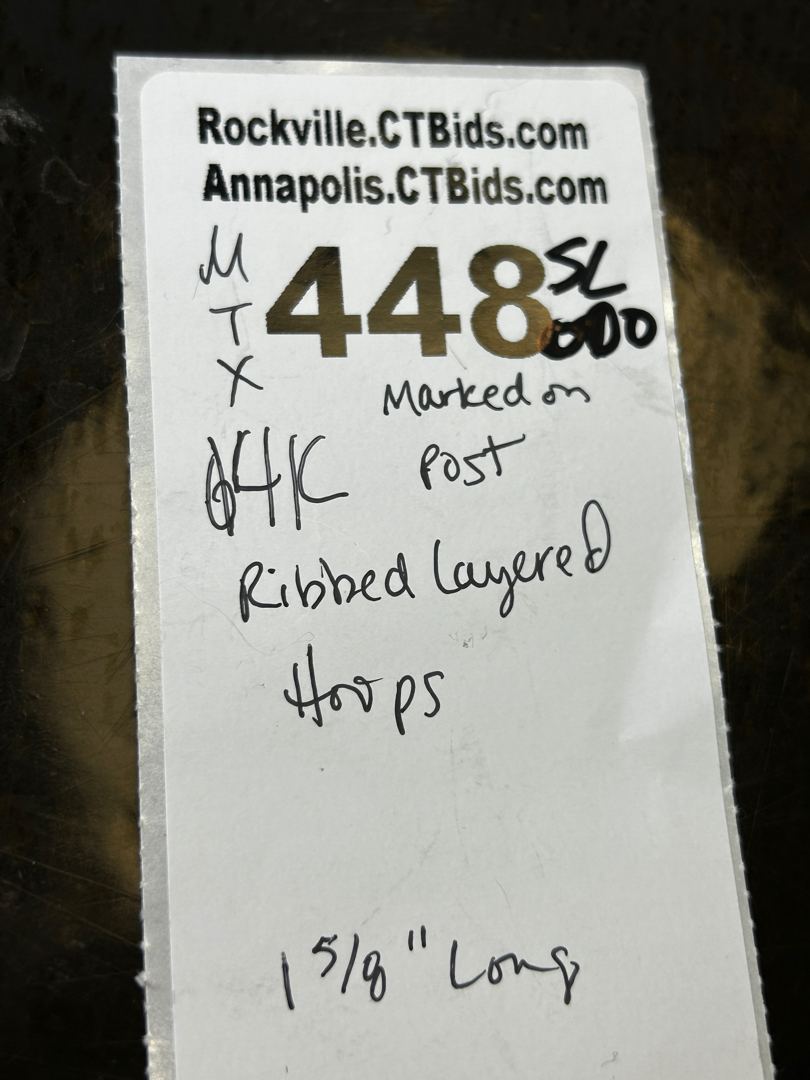 Rockville.CTBids.com
Annapolis.CTBids.com
M
T
X
448 SL
Marked on
Post
14K
Ribbed Layered
Hoops
1 5/8" Long